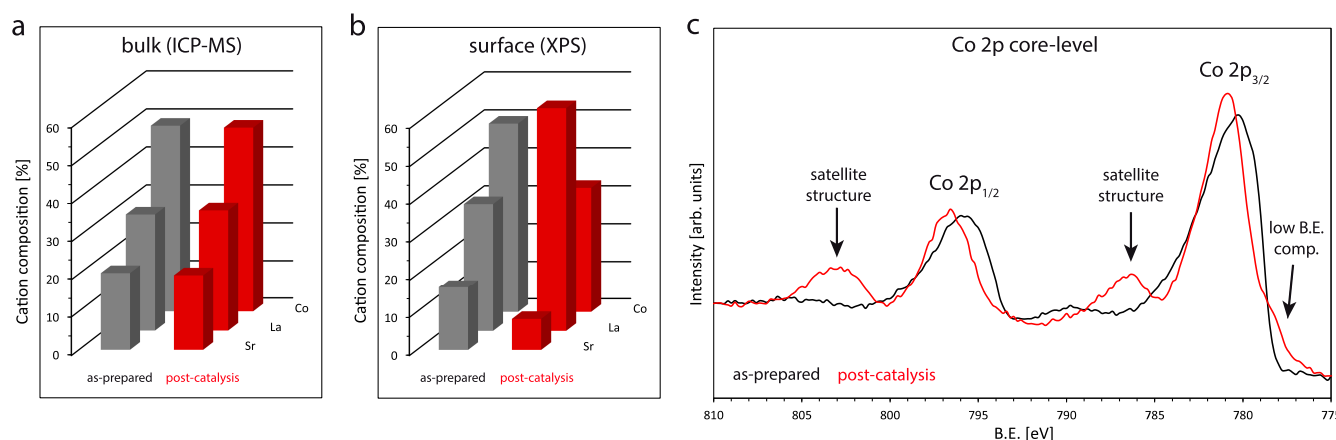 a
bulk (ICP-MS)
Cation composition [%]
60
50
40
30
20
10
0
Co
La
Sr
as-prepared post-catalysis
b
surface (XPS)
Cation composition [%]
60
50
40
30
20
10
0
Co
La
Sr
as-prepared post-catalysis
c
Co 2p core-level
Co 2p3/2
satellite
structure
Co 2p1/2
satellite
structure
low B.E.
comp.
Intensity [arb. units]
as-prepared post-catalysis
810 805 800 795 790 785 780 775
B.E. [eV]